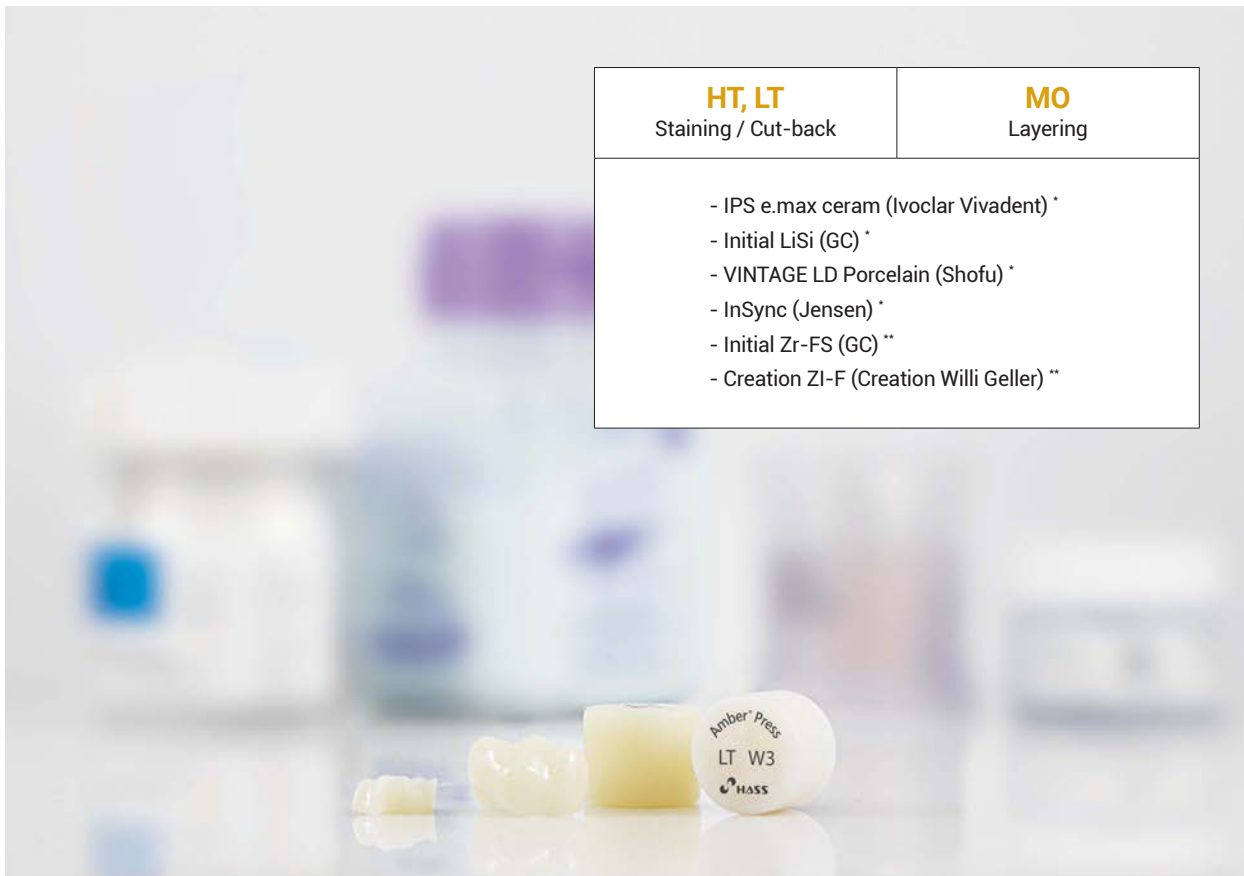 HT, LT
Staining / Cut-back
MO
Layering
- IPS e.max ceram (Ivoclar Vivadent) *
- Initial LiSi (GC) *
- VINTAGE LD Porcelain (Shofu) *
- InSync (Jensen) *
- Initial Zr-FS (GC) **
- Creation ZI-F (Creation Willi Geller) **
Amber® Press
LT W3
HASS